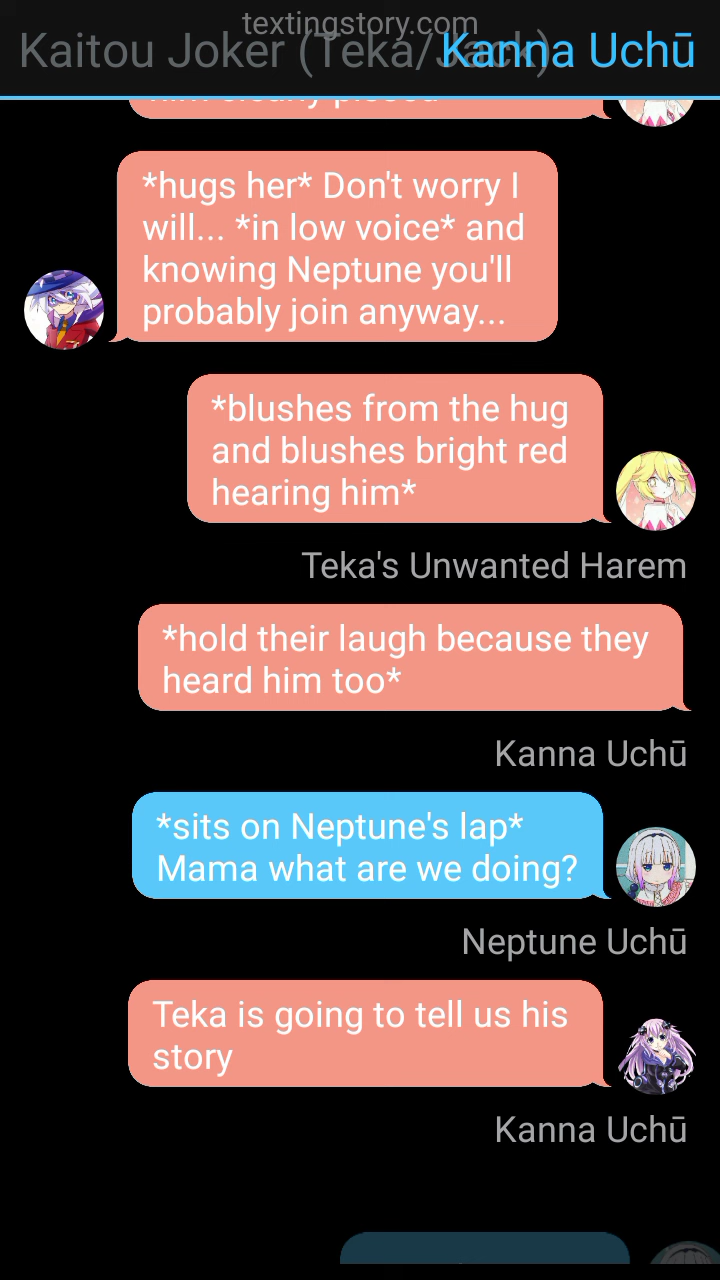 textingstory.com
Kaitou Joker (Teka/Jack) Kanna Uchū
*hugs her* Don't worry I
will... *in low voice* and
knowing Neptune you'll
probably join anyway...
*blushes from the hug
and blushes bright red
hearing him*
Teka's Unwanted Harem
*hold their laugh because they
heard him too*
Kanna Uchū
*sits on Neptune's lap*
Mama what are we doing?
Neptune Uchū
Teka is going to tell us his
story
Kanna Uchū